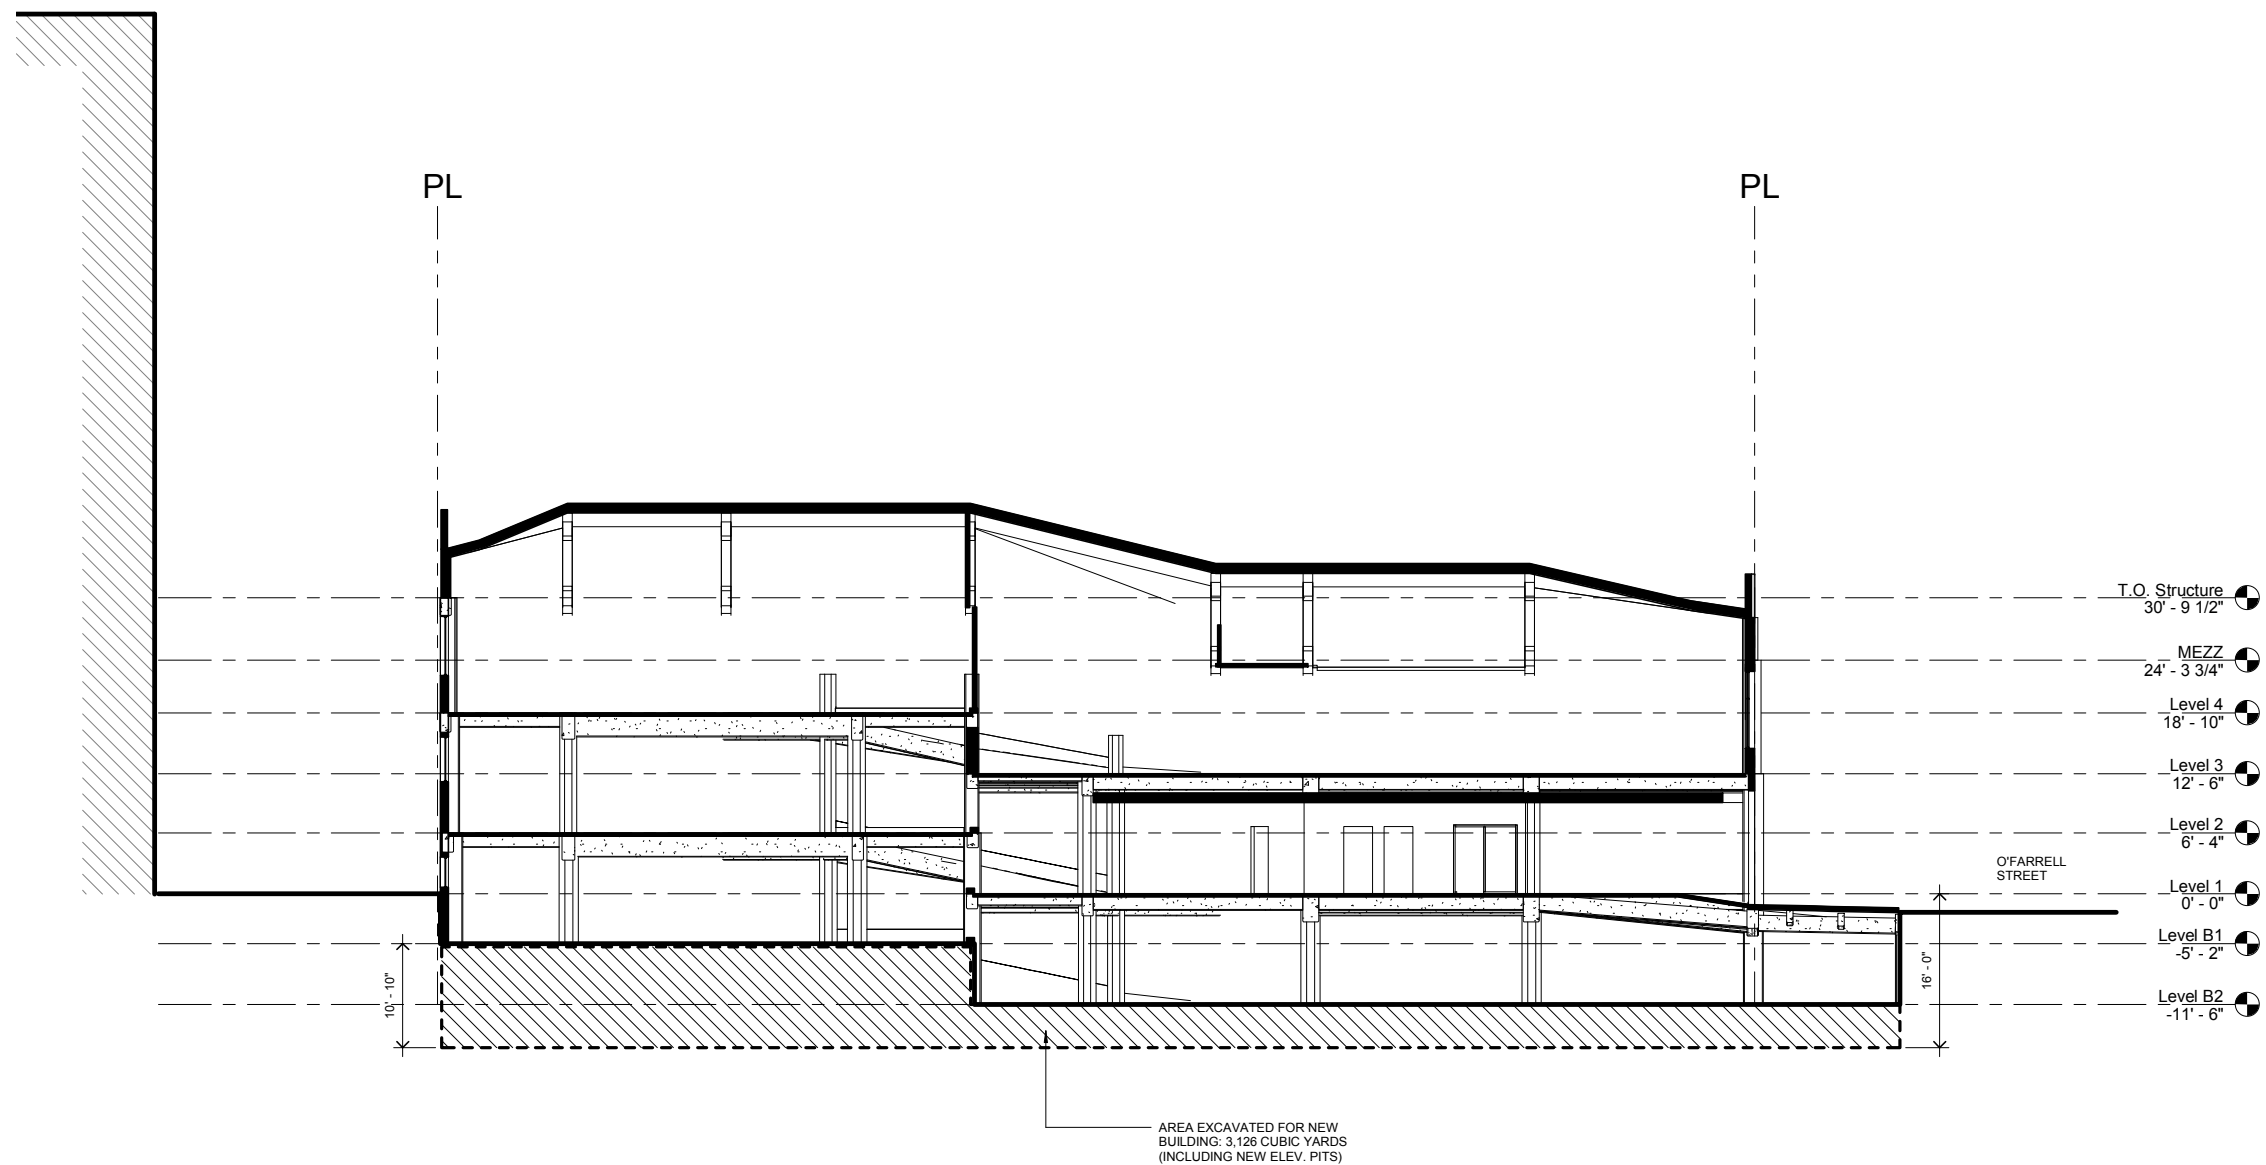 PL
PL
T.O. Structure
30' - 9 1/2"
MEZZ
24' - 3 3/4"
Level 4
18' - 10"
Level 3
12' - 6"
Level 2
6' - 4"
O'FARRELL
STREET
Level 1
0' - 0"
Level B1
-5' - 2"
10' - 10"
16' - 0"
Level B2
-11' - 6"
AREA EXCAVATED FOR NEW
BUILDING: 3,126 CUBIC YARDS
(INCLUDING NEW ELEV. PITS)